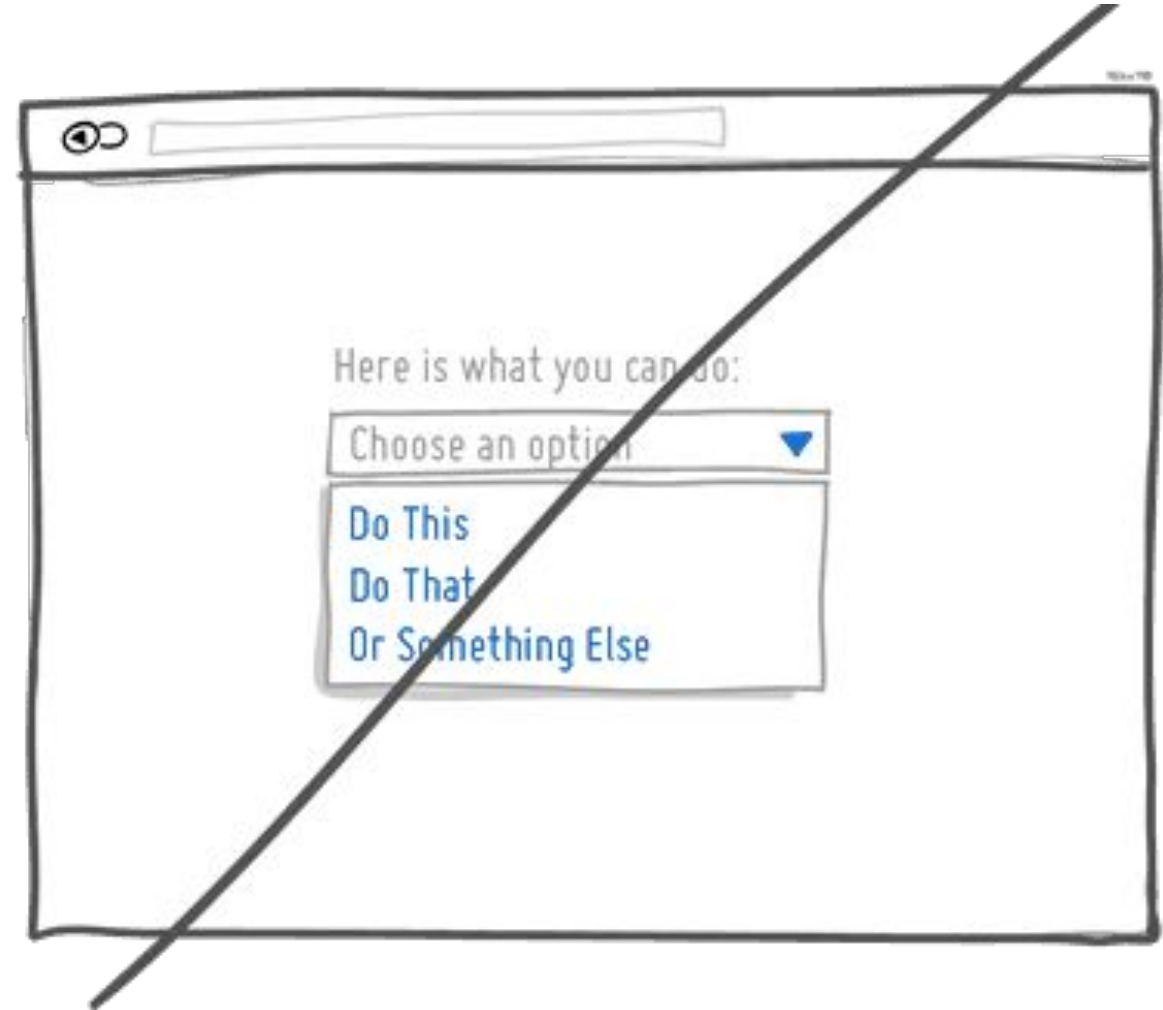 Here is what you can do:
Choose an option
Do This
Do That
Or Something Else